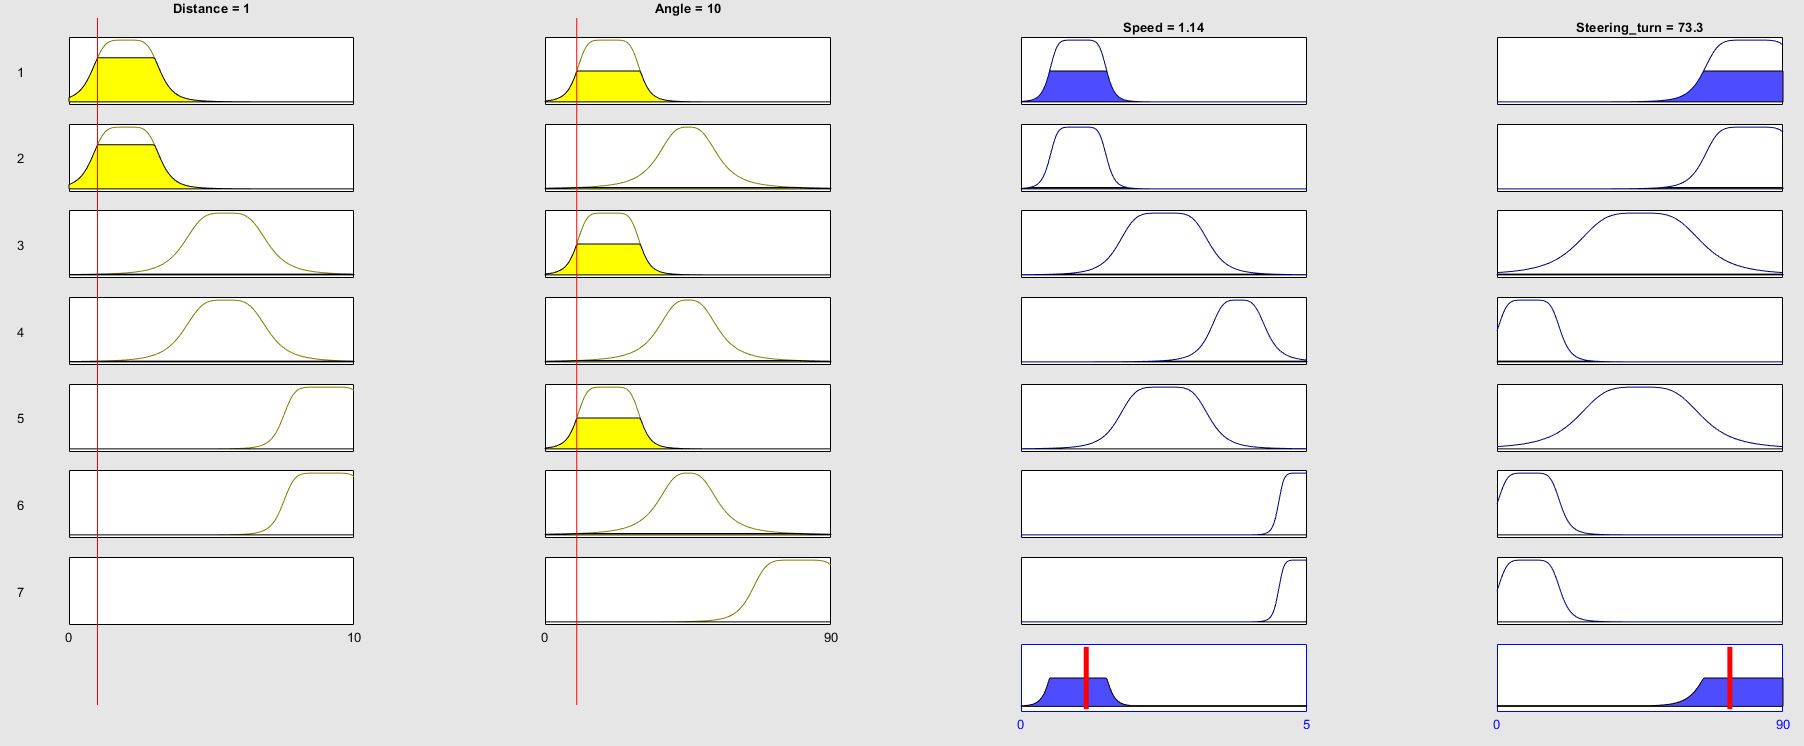 Distance = 1
Angle = 10
Speed = 1.14
Steering_turn = 73.3
1
2
3
4
5
6
7
0 10
0 90
0 5
0 90